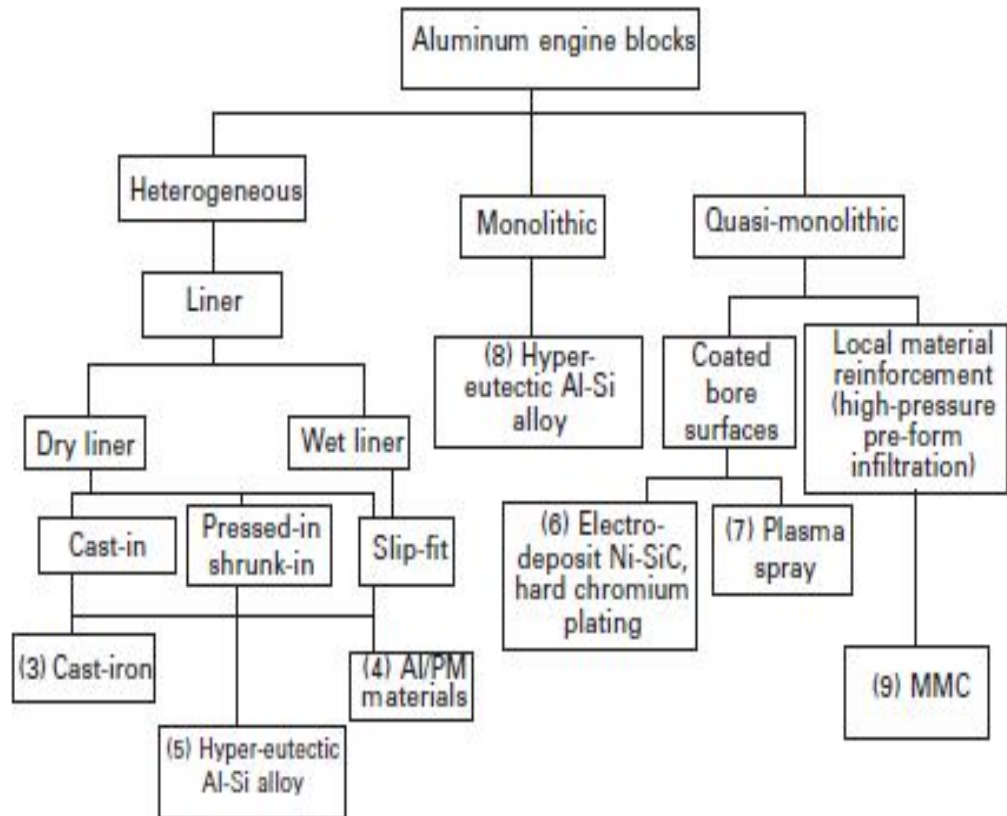 Aluminum engine blocks
Heterogeneous
Monolithic
Quasi-monolithic
Liner
(8) Hyper-
eutectic Al-Si
alloy
Coated
bore
surfaces
Local material
reinforcement
(high-pressure
pre-form
infiltration)
Dry liner
Wet liner
Cast-in
Pressed-in
shrunk-in
Slip-fit
(6) Electro-
deposit Ni-SiC,
hard chromium
plating
(7) Plasma
spray
(3) Cast-iron
(4) Al/PM
materials
(9) MMC
(5) Hyper-eutectic
Al-Si alloy